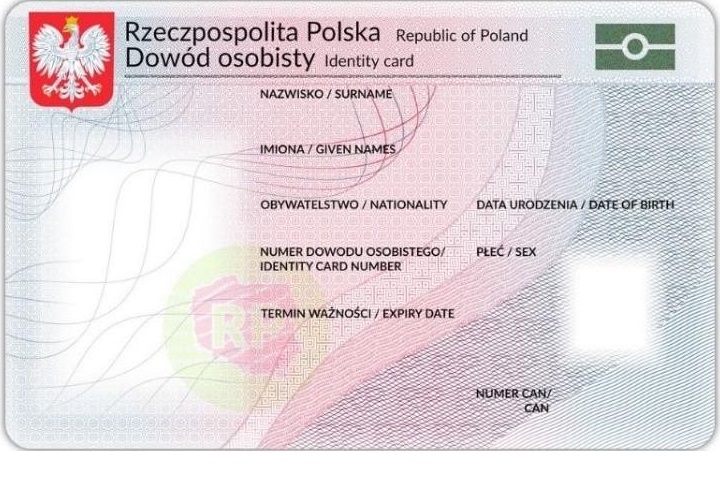 Rzeczpospolita Polska Republic of Poland
Dowód osobisty Identity card
NAZWISKO / SURNAME
IMIONA / GIVEN NAMES
OBYWATELSTWO / NATIONALITY DATA URODZENIA / DATE OF BIRTH
NUMER DOWODU OSOBISTEGO/ PŁEĆ / SEX
IDENTITY CARD NUMBER
TERMIN WAŻNOŚCI / EXPIRY DATE
RP
NUMER CAN/
CAN